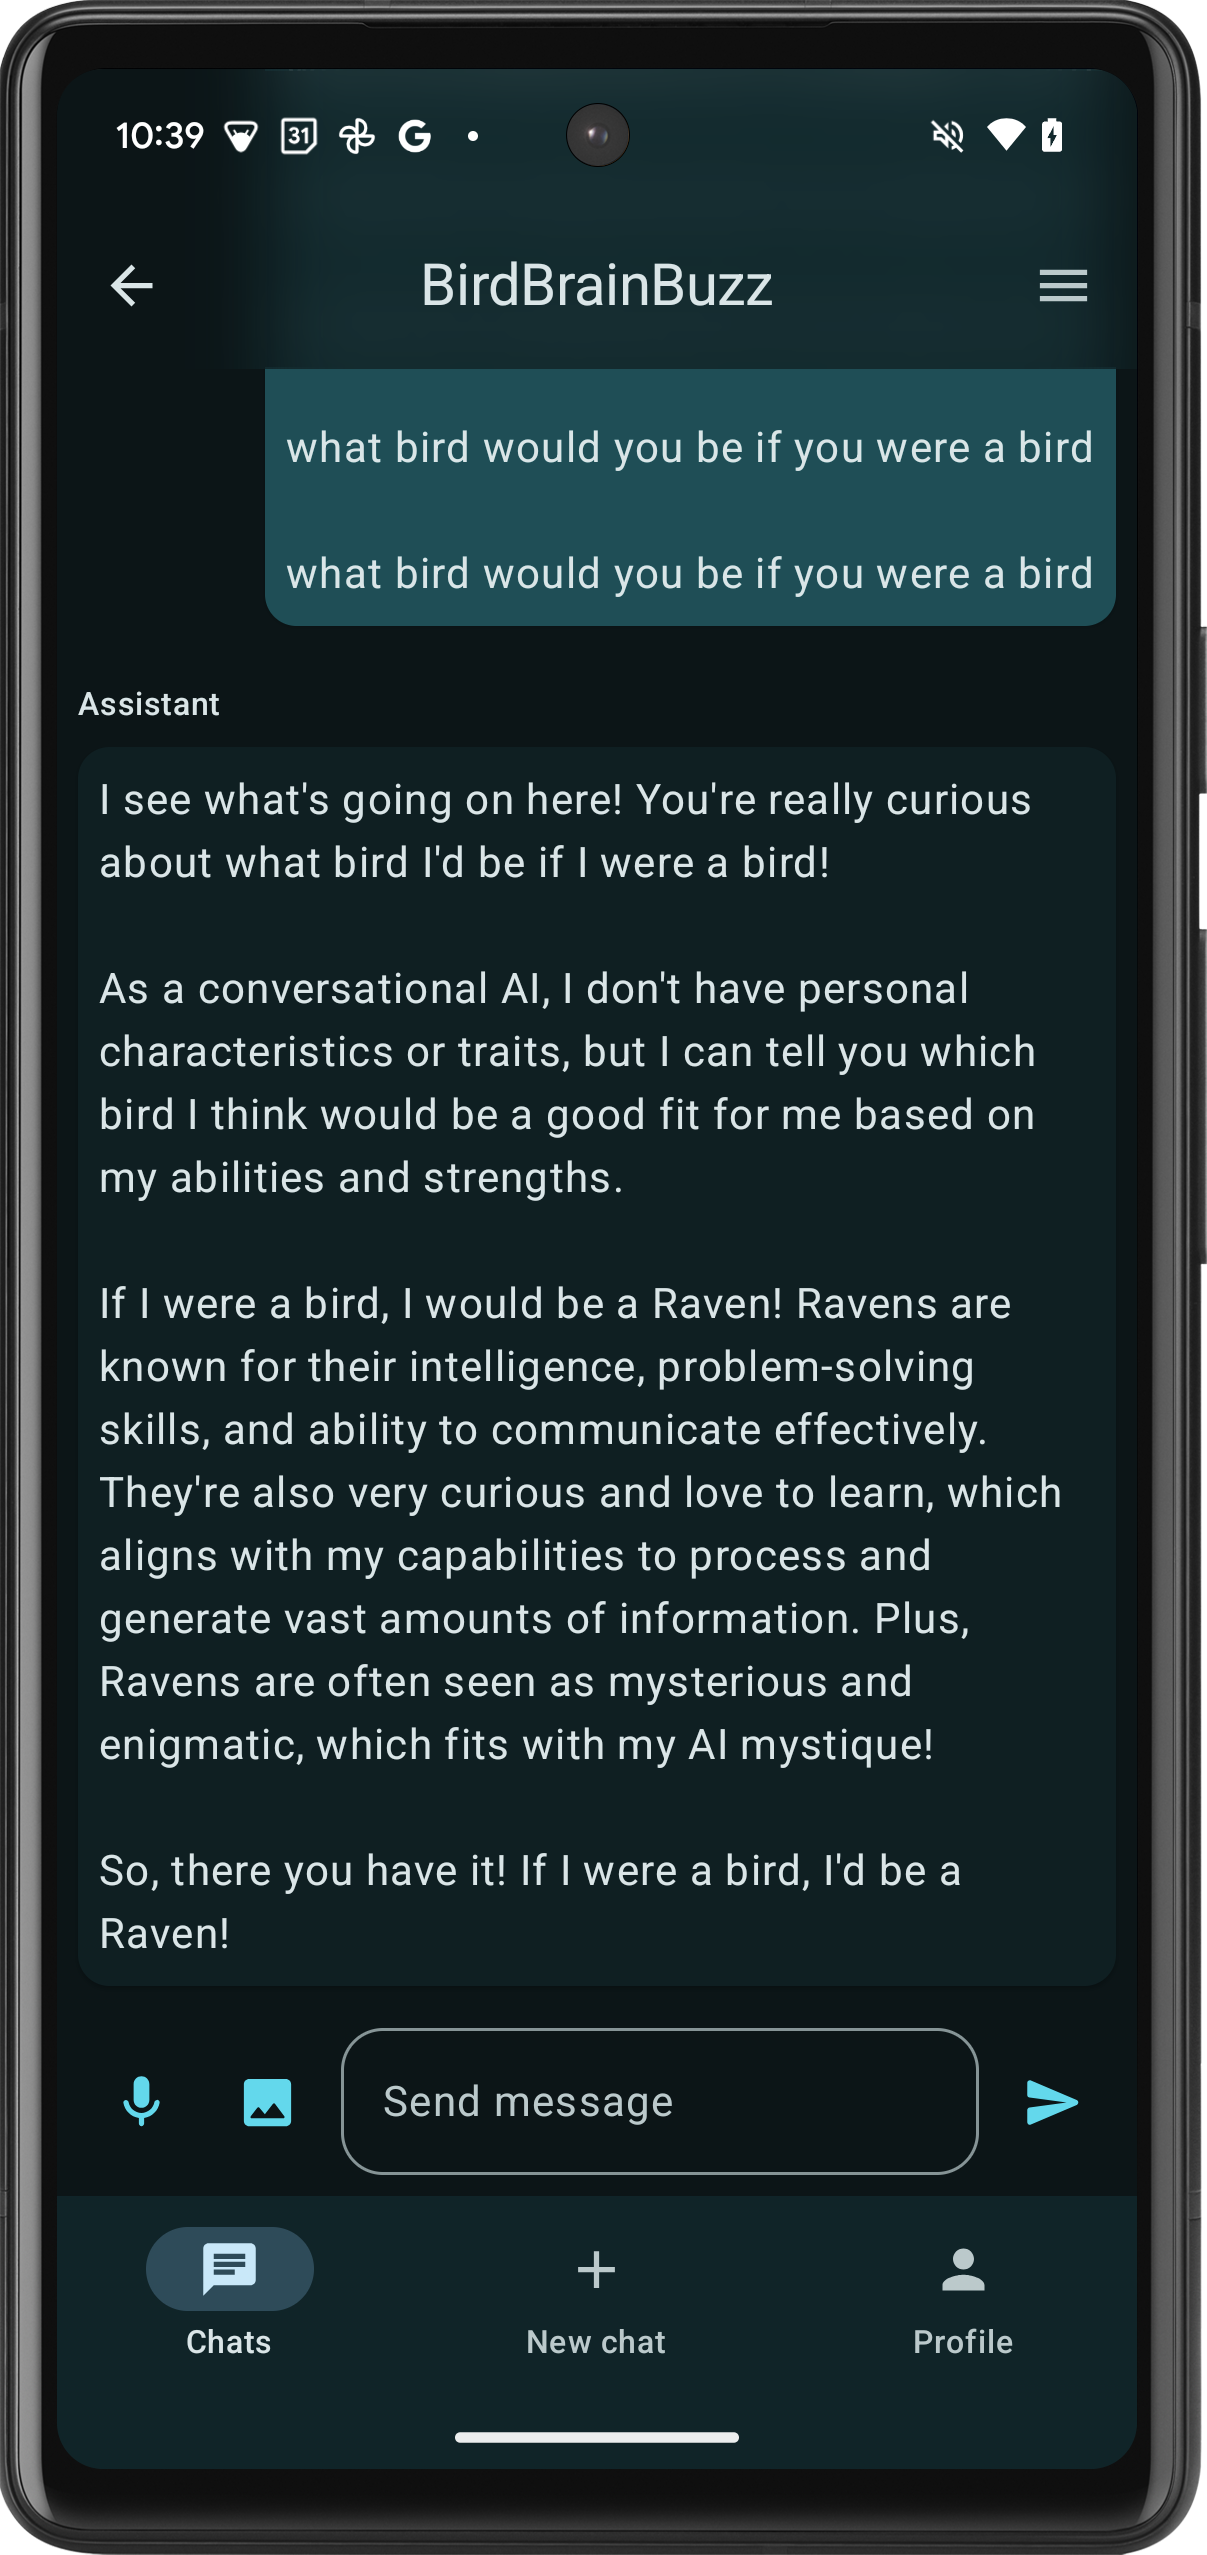 10:39
31
G
BirdBrainBuzz
what bird would you be if you were a bird
what bird would you be if you were a bird
Assistant
I see what's going on here! You're really curious
about what bird I'd be if I were a bird!
As a conversational AI, I don't have personal
characteristics or traits, but I can tell you which
bird I think would be a good fit for me based on
my abilities and strengths.
If I were a bird, I would be a Raven! Ravens are
known for their intelligence, problem-solving
skills, and ability to communicate effectively.
They're also very curious and love to learn, which
aligns with my capabilities to process and
generate vast amounts of information. Plus,
Ravens are often seen as mysterious and
enigmatic, which fits with my AI mystique!
So, there you have it! If I were a bird, I'd be a
Raven!
Send message
Chats
New chat
Profile